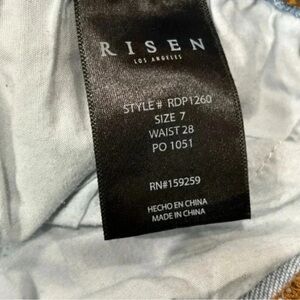 RISEN
LOS ANGELES
STYLE# RDP1260
SIZE 7
WAIST 28
PO 1051
RN#159259
HECHO EN CHINA
MADE IN CHINA